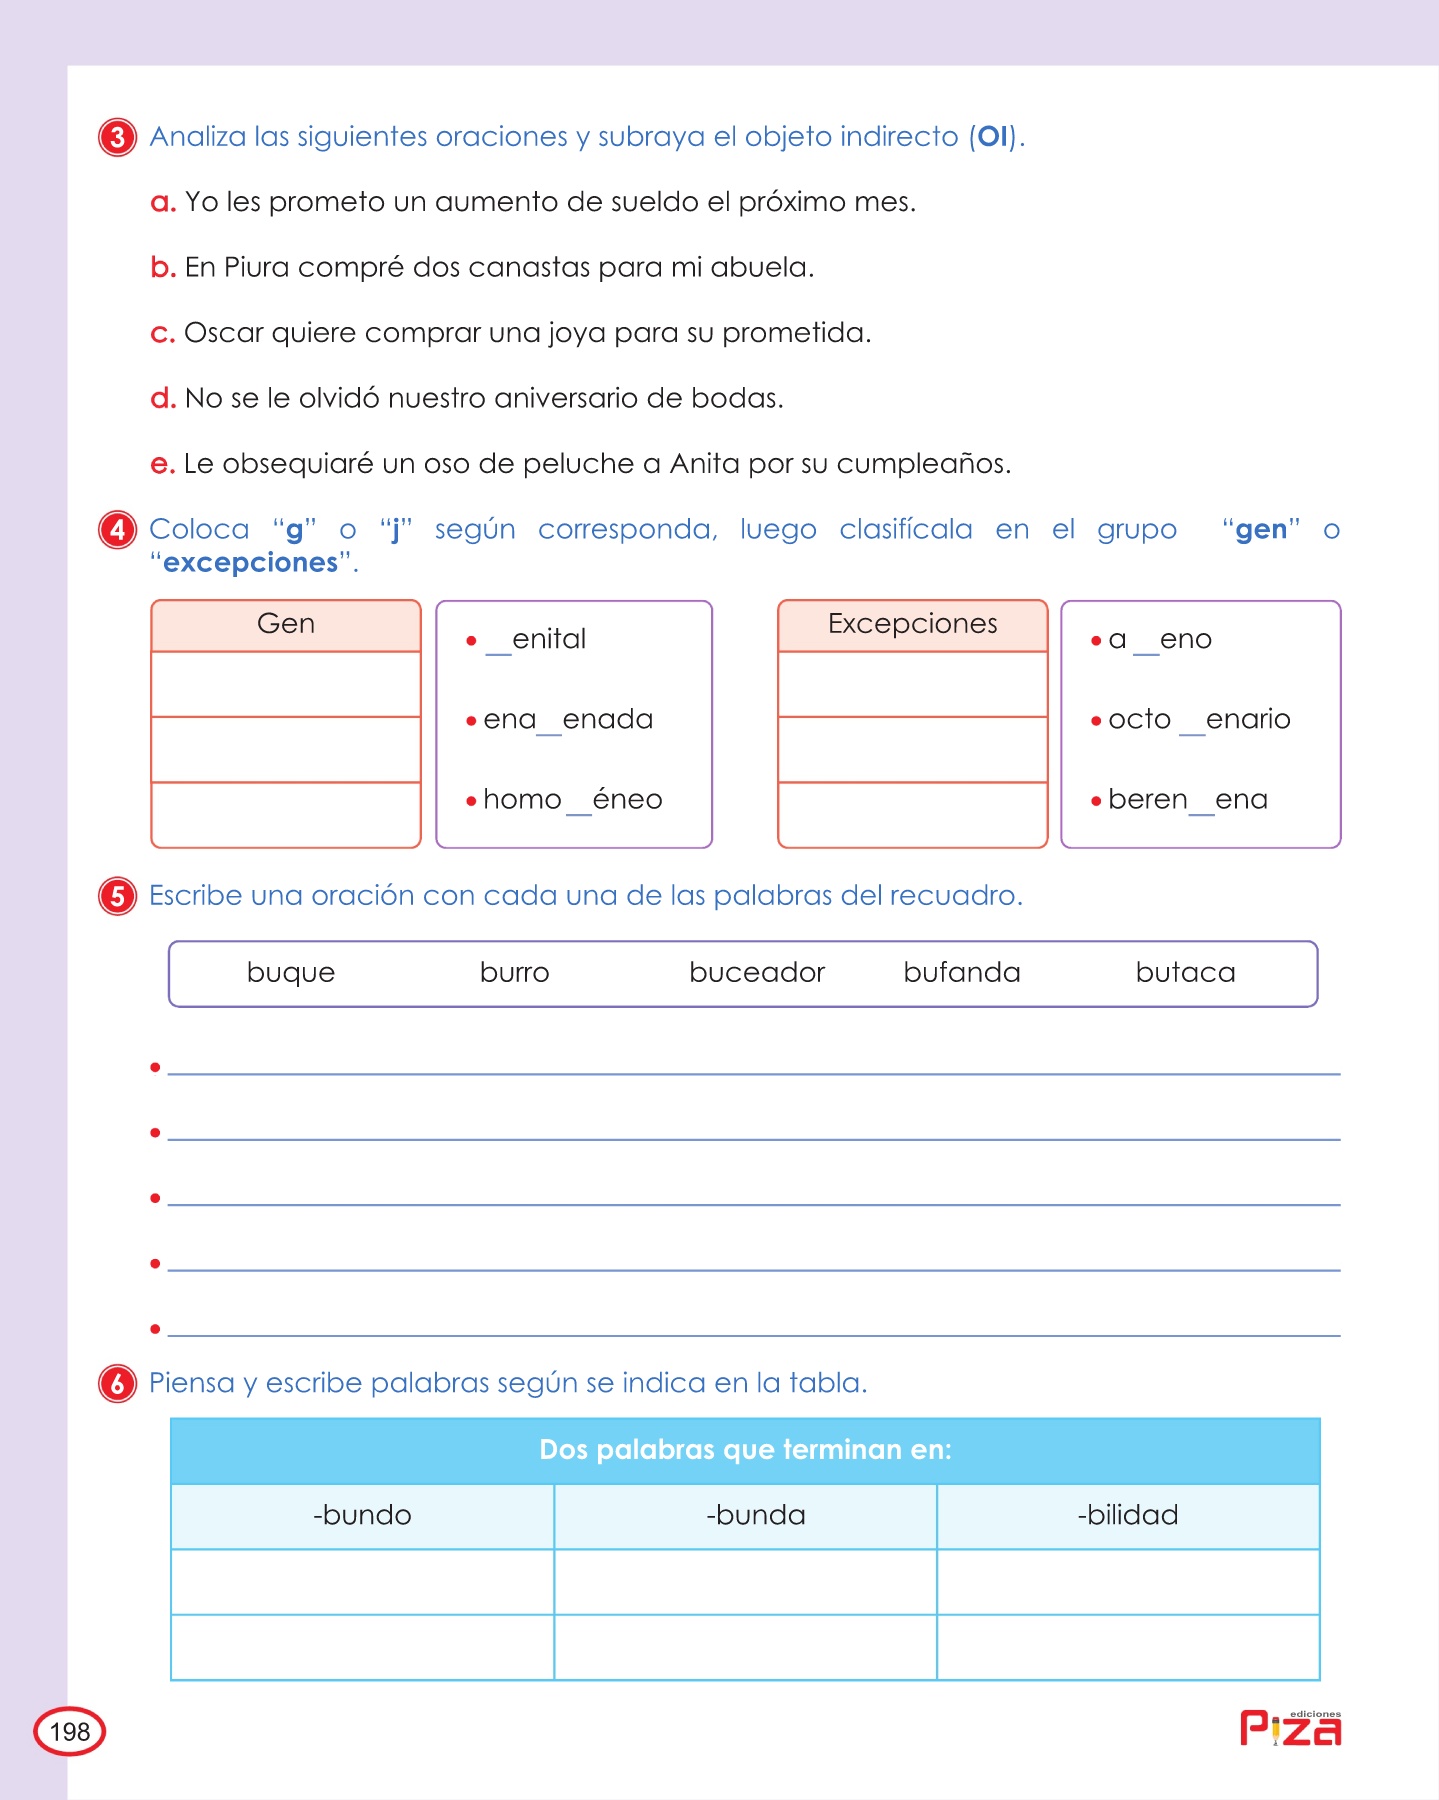 3 Analiza las siguientes oraciones y subraya el objeto indirecto (OI).
a. Yo les prometo un aumento de sueldo el próximo mes.
b. En Piura compré dos canastas para mi abuela.
c. Oscar quiere comprar una joya para su prometida.
d. No se le olvidó nuestro aniversario de bodas.
e. Le obsequiaré un oso de peluche a Anita por su cumpleaños.
4 Coloca “g” o “j” según corresponda, luego clasifícala en el grupo “gen” o
“excepciones”.
Gen
• __enital
• ena__enada
• homo__éneo
Excepciones
• a __eno
• octo __enario
• beren__ena
5 Escribe una oración con cada una de las palabras del recuadro.
buque burro buceador bufanda butaca
6 Piensa y escribe palabras según se indica en la tabla.
Dos palabras que terminan en:
-bundo -bunda -bilidad
198
ediciones
Piza